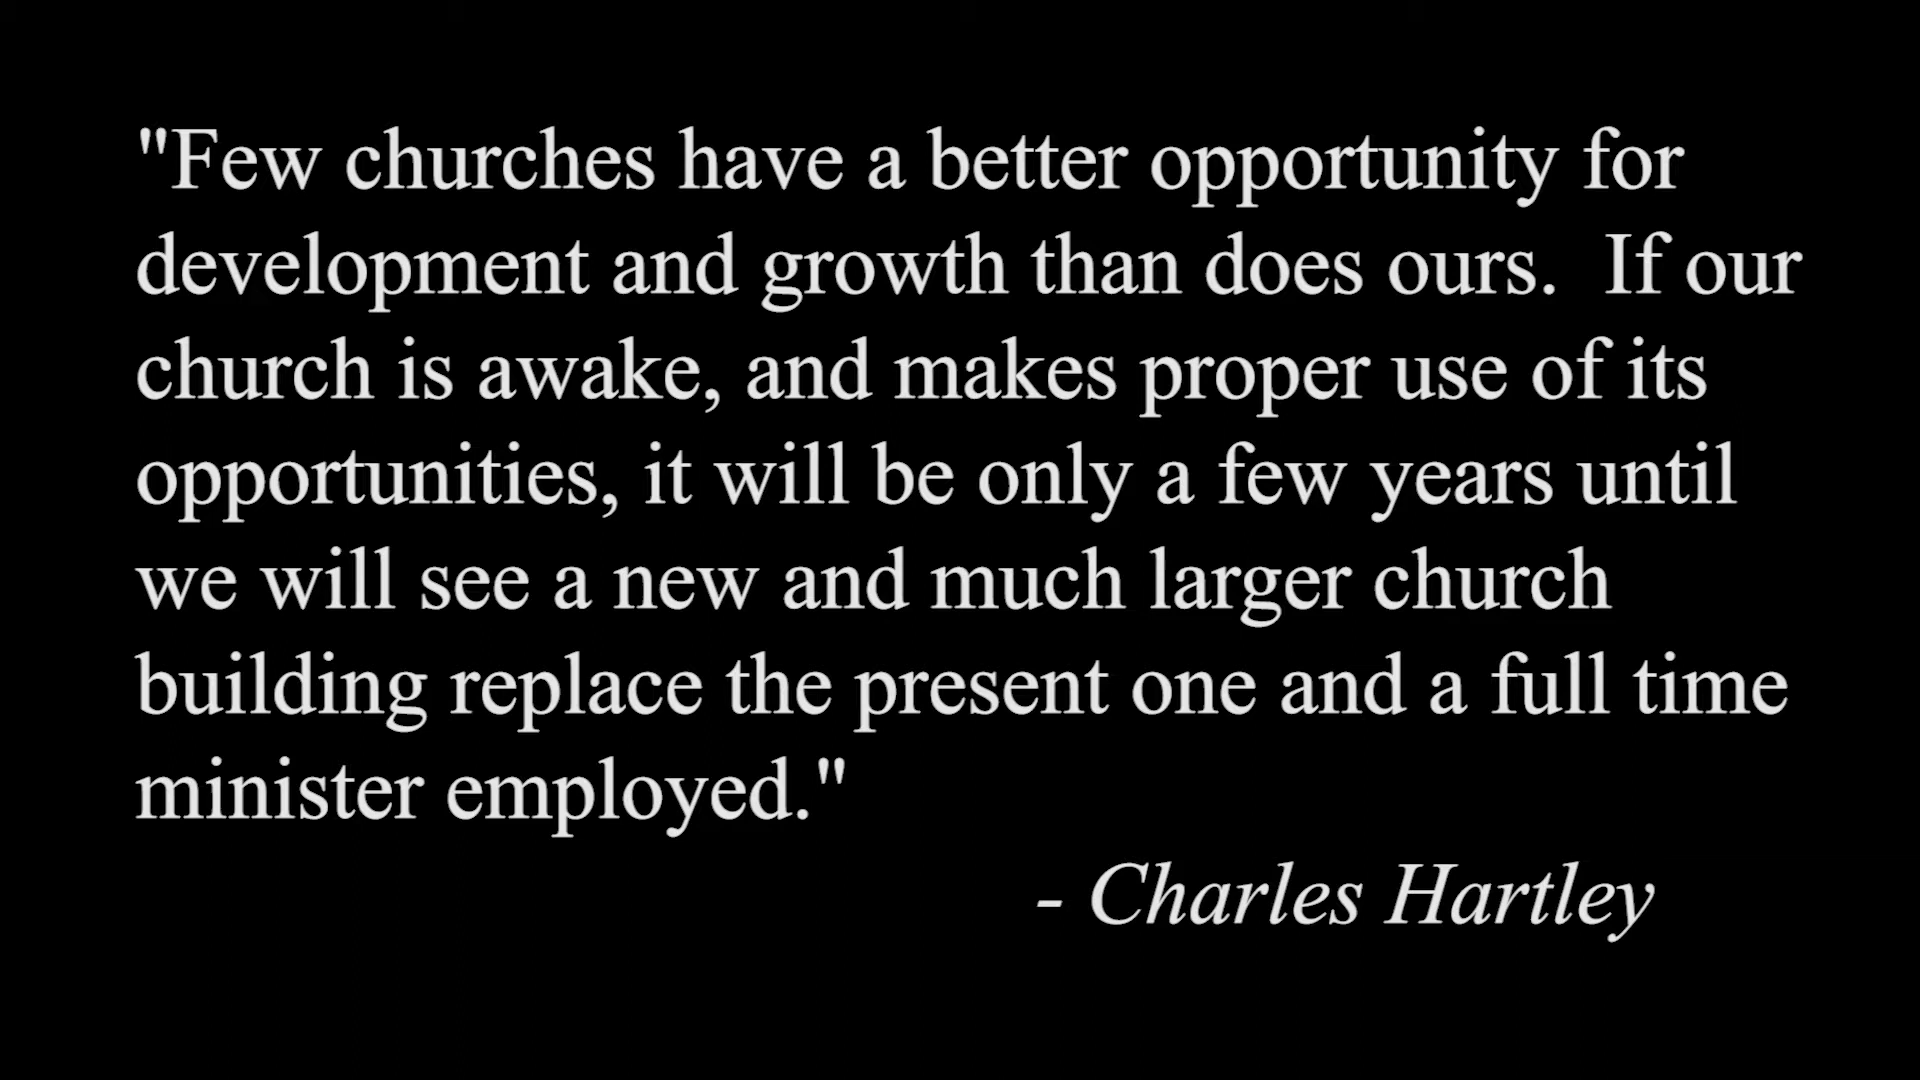 "Few churches have a better opportunity for
development and growth than does ours.  If our
church is awake, and makes proper use of its
opportunities, it will be only a few years until
we will see a new and much larger church
building replace the present one and a full time
minister employed."
- Charles Hartley